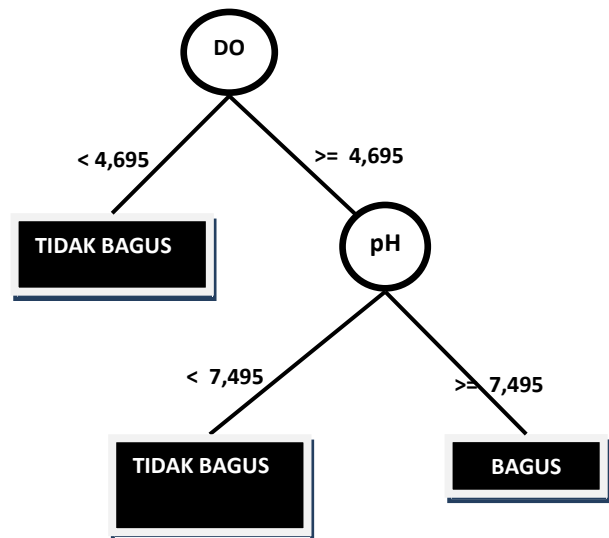 DO
< 4,695
>= 4,695
TIDAK BAGUS
pH
< 7,495
>= 7,495
TIDAK BAGUS
BAGUS